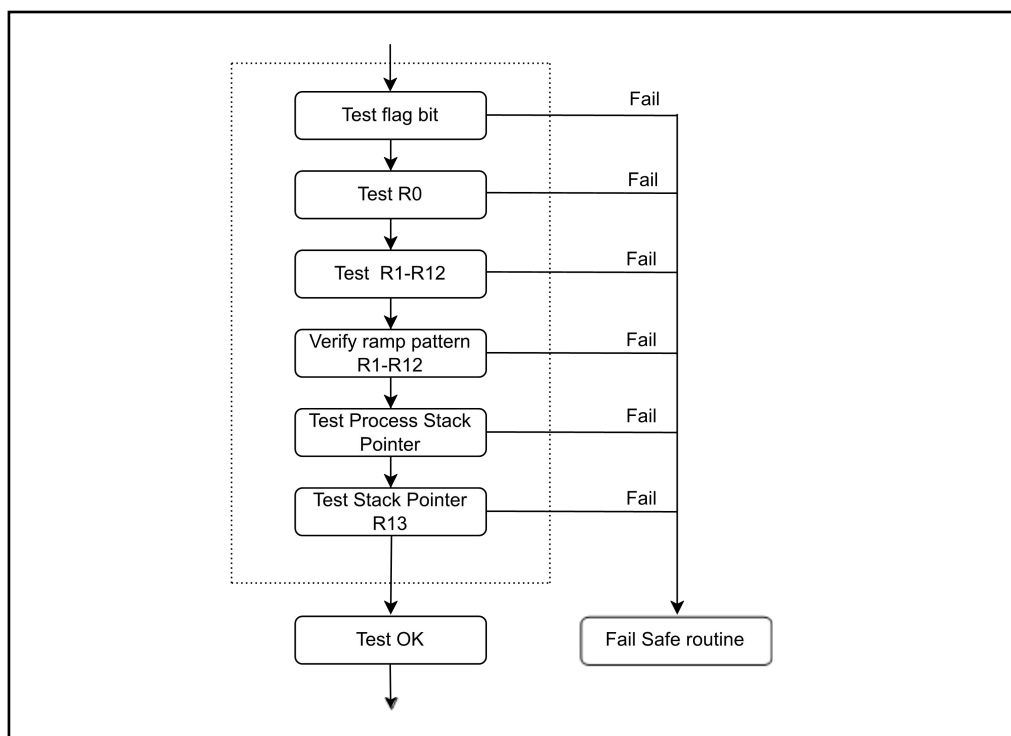 Test flag bit
Fail
Test R0
Fail
Test  R1-R12
Fail
Verify ramp pattern
R1-R12
Fail
Test Process Stack
Pointer
Fail
Test Stack Pointer
R13
Fail
Test OK
Fail Safe routine